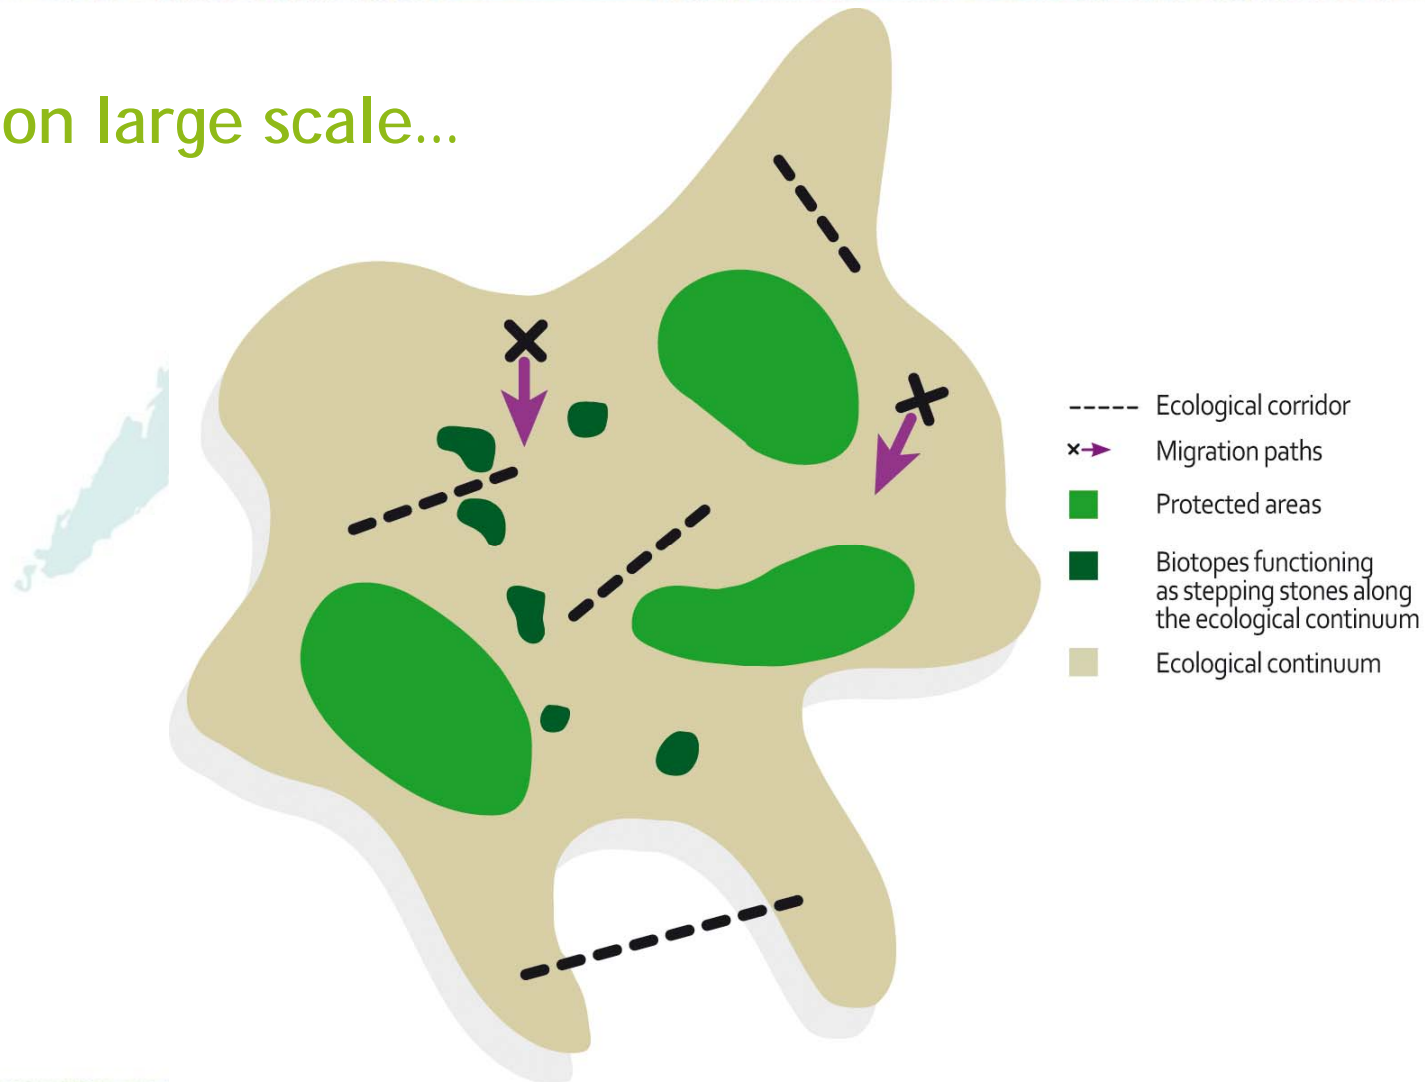 on large scale...
Ecological corridor
Migration paths
Protected areas
Biotopes functioning
as stepping stones along
the ecological continuum
Ecological continuum